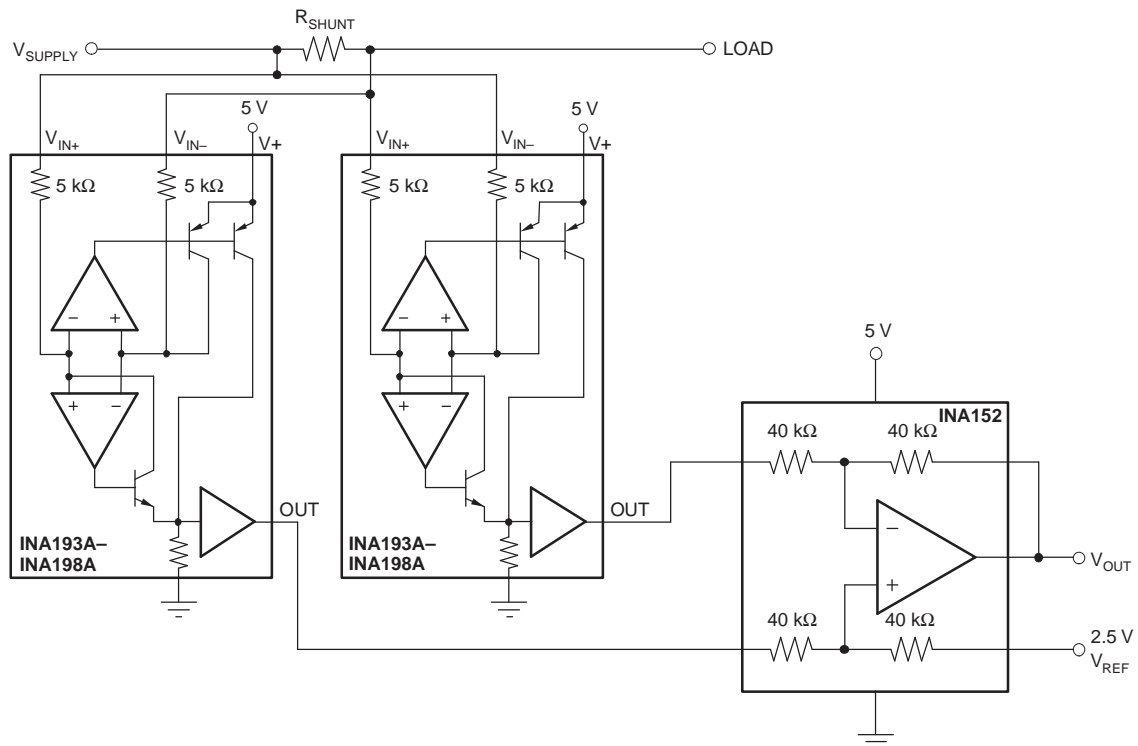 R_SHUNT
V_SUPPLY
LOAD
5 V
5 V
V_IN+
V_IN–
V+
V_IN+
V_IN–
V+
5 kΩ
5 kΩ
5 kΩ
5 kΩ
–
+
–
+
5 V
+
–
+
–
INA152
40 kΩ
40 kΩ
OUT
OUT
INA193A–
INA198A
INA193A–
INA198A
–
+
V_OUT
40 kΩ
40 kΩ
2.5 V
V_REF